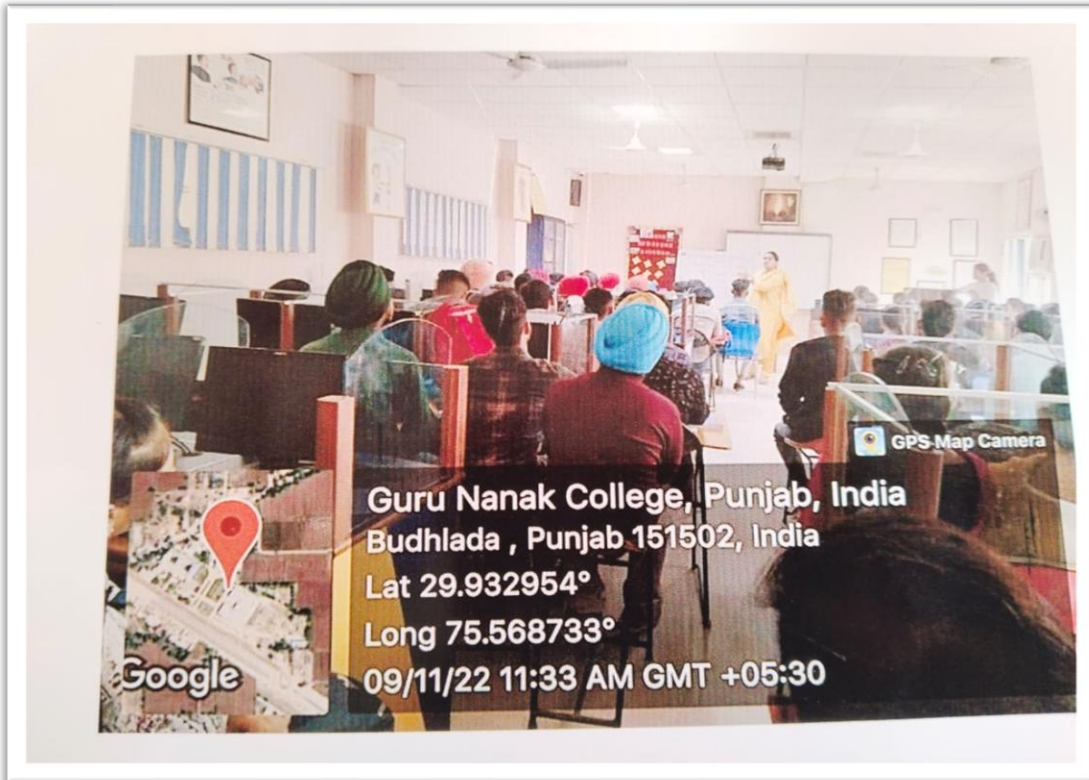 GPS Map Camera
Guru Nanak College, Punjab, India
Budhlada , Punjab 151502, India
Lat 29.932954°
Long 75.568733°
09/11/22 11:33 AM GMT +05:30
Google